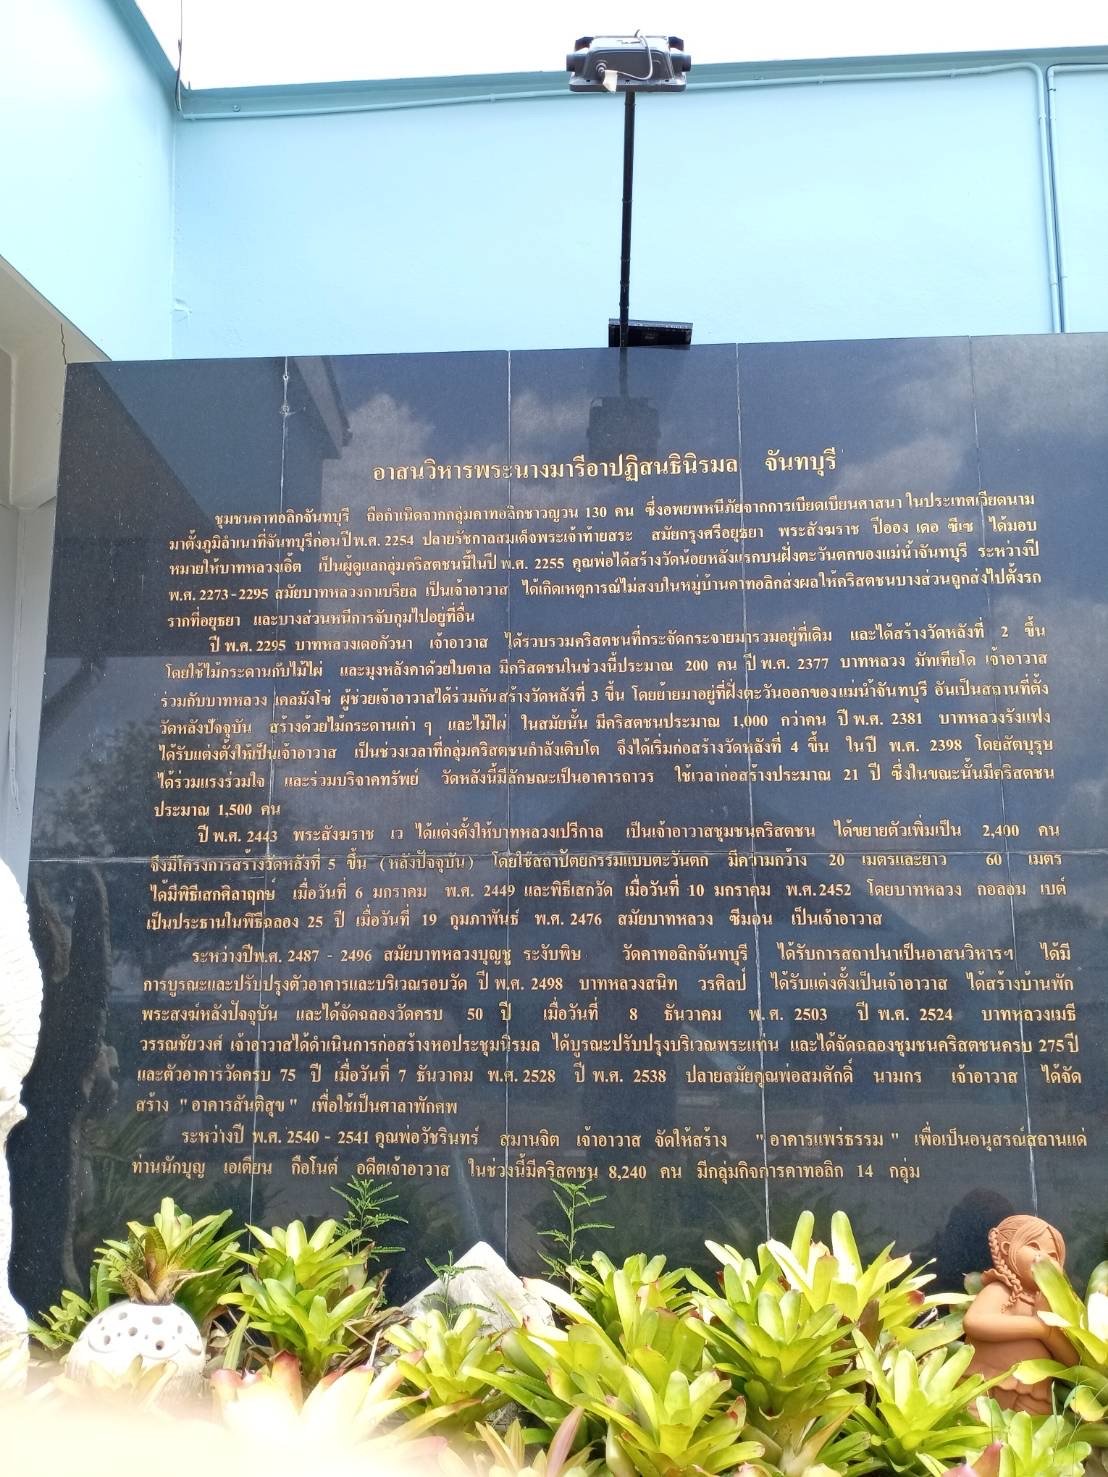 อาสนวิหารพระนางมารีอาปฏิสนธินิรมล จันทบุรี
ชุมชนคาทอลิกจันทบุรี ถือกำเนิดจากกลุ่มคาทอลิกชาวญวน 130 คน ซึ่งอพยพหนีภัยจากการเบียดเบียนศาสนา ในประเทศเวียดนาม
มาตั้งภูมิลำเนาที่จันทบุรีก่อนปี พ.ศ. 2254 ปลายรัชกาลสมเด็จพระเจ้าท้ายสระ สมัยกรุงศรีอยุธยา พระสังฆราช ปีออง เดอ ซีเซ ได้มอบ
หมายให้บาทหลวงเอิ้ต เป็นผู้ดูแลกลุ่มคริสตชนนี้ในปี พ.ศ. 2255 คุณพ่อได้สร้างวัดน้อยหลังแรกบนฝั่งตะวันตกของแม่น้ำจันทบุรี ระหว่างปี
พ.ศ. 2273-2295 สมัยบาทหลวงกาเบรียล เป็นเจ้าอาวาส ได้เกิดเหตุการณ์ไม่สงบในหมู่บ้านคาทอลิกส่งผลให้คริสตชนบางส่วนถูกส่งไปตั้งรก
รากที่อยุธยา และบางส่วนหนีการจับกุมไปอยู่ที่อื่น
ปี พ.ศ. 2295 บาทหลวงเดอกัวนา เจ้าอาวาส ได้รวบรวมคริสตชนที่กระจัดกระจายมารวมอยู่ที่เดิม และได้สร้างวัดหลังที่ 2 ขึ้น
โดยใช้ไม้กระดานกับไม้ไผ่ และมุงหลังคาด้วยใบตาล มีคริสตชนในช่วงนี้ประมาณ 200 คน ปี พ.ศ. 2377 บาทหลวง มัทเทียโด เจ้าอาวาส
ร่วมกับบาทหลวง เคลมังโซ่ ผู้ช่วยเจ้าอาวาสได้ร่วมกันสร้างวัดหลังที่ 3 ขึ้น โดยย้ายมาอยู่ที่ฝั่งตะวันออกของแม่น้ำจันทบุรี อันเป็นสถานที่ตั้ง
วัดหลังปัจจุบัน สร้างด้วยไม้กระดานเก่า ๆ และไม้ไผ่ ในสมัยนั้น มีคริสตชนประมาณ 1,000 กว่าคน ปี พ.ศ. 2381 บาทหลวงรังแฟง
ได้รับแต่งตั้งให้เป็นเจ้าอาวาส เป็นช่วงเวลาที่กลุ่มคริสตชนกำลังเติบโต จึงได้เริ่มก่อสร้างวัดหลังที่ 4 ขึ้น ในปี พ.ศ. 2398 โดยสัตบุรุษ
ได้ร่วมแรงร่วมใจ และร่วมบริจาคทรัพย์ วัดหลังนี้มีลักษณะเป็นอาคารถาวร ใช้เวลาก่อสร้างประมาณ 21 ปี ซึ่งในขณะนั้นมีคริสตชน
ประมาณ 1,500 คน
ปี พ.ศ. 2443 พระสังฆราช เว ได้แต่งตั้งให้บาทหลวงเปรีกาล เป็นเจ้าอาวาสชุมชนคริสตชน ได้ขยายตัวเพิ่มเป็น 2,400 คน
จึงมีโครงการสร้างวัดหลังที่ 5 ขึ้น (หลังปัจจุบัน) โดยใช้สถาปัตยกรรมแบบตะวันตก มีความกว้าง 20 เมตรและยาว 60 เมตร
ได้มีพิธีเสกศิลาฤกษ์ เมื่อวันที่ 6 มกราคม พ.ศ. 2449 และพิธีเสกวัด เมื่อวันที่ 10 มกราคม พ.ศ.2452 โดยบาทหลวง กอลอม เบต์
เป็นประธานในพิธีฉลอง 25 ปี เมื่อวันที่ 19 กุมภาพันธ์ พ.ศ. 2476 สมัยบาทหลวง ซีมอน เป็นเจ้าอาวาส
ระหว่างปีพ.ศ. 2487 - 2496 สมัยบาทหลวงบุญชู ระงับพิษ วัดคาทอลิกจันทบุรี ได้รับการสถาปนาเป็นอาสนวิหารฯ ได้มี
การบูรณะและปรับปรุงตัวอาคารและบริเวณรอบวัด ปี พ.ศ. 2498 บาทหลวงสนิท วรศิลป์ ได้รับแต่งตั้งเป็นเจ้าอาวาส ได้สร้างบ้านพัก
พระสงฆ์หลังปัจจุบัน และได้จัดฉลองวัดครบ 50 ปี เมื่อวันที่ 8 ธันวาคม พ.ศ. 2503 ปี พ.ศ. 2524 บาทหลวงเมธี
วรรณชัยวงศ์ เจ้าอาวาสได้ดำเนินการก่อสร้างหอประชุมนิรมล ได้บูรณะปรับปรุงบริเวณพระแท่น และได้จัดฉลองชุมชนคริสตชนครบ 275 ปี
และตัวอาคารวัดครบ 75 ปี เมื่อวันที่ 7 ธันวาคม พ.ศ. 2528 ปี พ.ศ. 2538 ปลายสมัยคุณพ่อสมศักดิ์ นามกร เจ้าอาวาส ได้จัด
สร้าง "อาคารสันติสุข" เพื่อใช้เป็นศาลาพักศพ
ระหว่างปี พ.ศ. 2540 - 2541 คุณพ่อวัชรินทร์ สมานจิต เจ้าอาวาส จัดให้สร้าง "อาคารแพร่ธรรม" เพื่อเป็นอนุสรณ์สถานแด่
ท่านนักบุญ เอเตียน กือโนต์ อดีตเจ้าอาวาส ในช่วงนี้มีคริสตชน 8,240 คน มีกลุ่มกิจการคาทอลิก 14 กลุ่ม